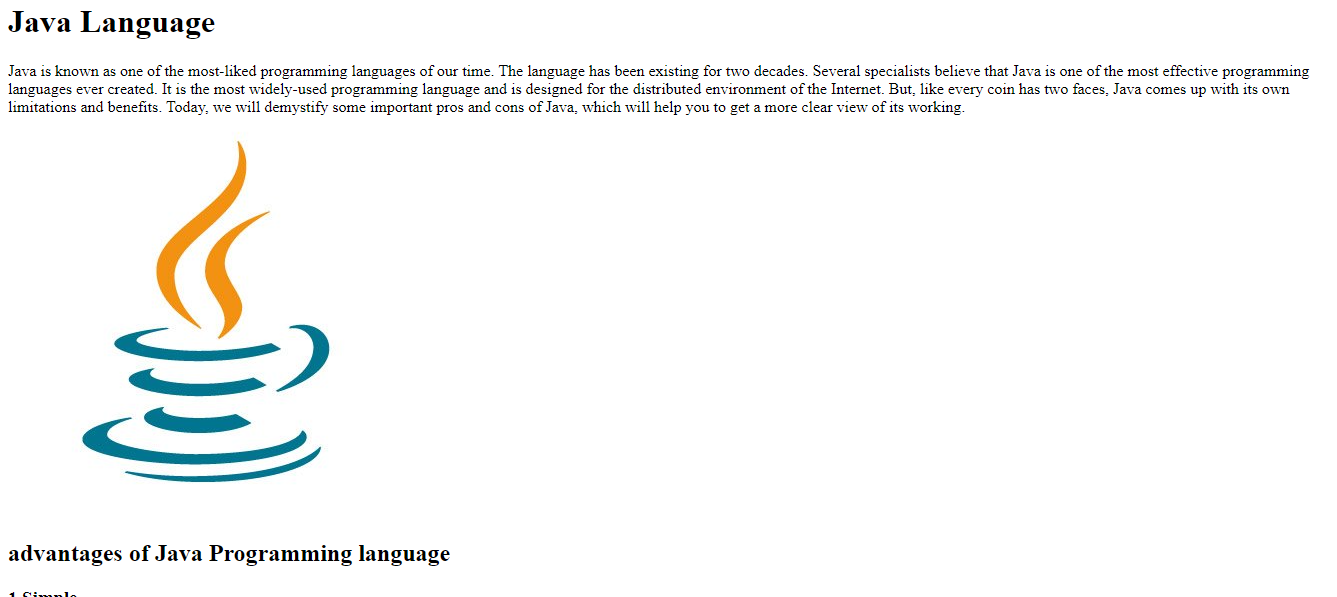 Java Language
Java is known as one of the most-liked programming languages of our time. The language has been existing for two decades. Several specialists believe that Java is one of the most effective programming
languages ever created. It is the most widely-used programming language and is designed for the distributed environment of the Internet. But, like every coin has two faces, Java comes up with its own
limitations and benefits. Today, we will demystify some important pros and cons of Java, which will help you to get a more clear view of its working.
advantages of Java Programming language
1 Simple